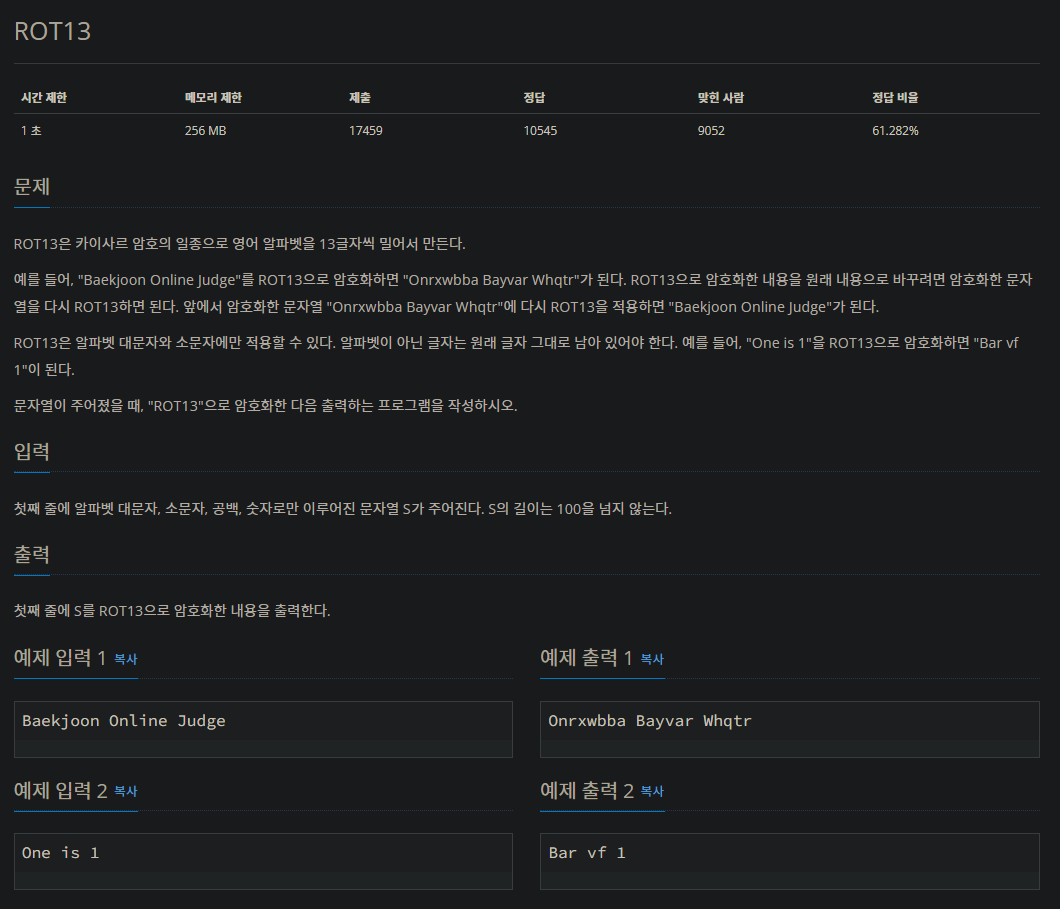 ROT13
시간 제한 메모리 제한 제출 정답 맞힌 사람 정답 비율
1 초 256 MB 17459 10545 9052 61.282%
문제
ROT13은 카이사르 암호의 일종으로 영어 알파벳을 13글자씩 밀어서 만든다.
예를 들어, "Baekjoon Online Judge"를 ROT13으로 암호화하면 "Onrxwbba Bayvar Whqtr"가 된다. ROT13으로 암호화한 내용을 원래 내용으로 바꾸려면 암호화한 문자
열을 다시 ROT13하면 된다. 앞에서 암호화한 문자열 "Onrxwbba Bayvar Whqtr"에 다시 ROT13을 적용하면 "Baekjoon Online Judge"가 된다.
ROT13은 알파벳 대문자와 소문자에만 적용할 수 있다. 알파벳이 아닌 글자는 원래 글자 그대로 남아 있어야 한다. 예를 들어, "One is 1"을 ROT13으로 암호화하면 "Bar vf
1"이 된다.
문자열이 주어졌을 때, "ROT13"으로 암호화한 다음 출력하는 프로그램을 작성하시오.
입력
첫째 줄에 알파벳 대문자, 소문자, 공백, 숫자로만 이루어진 문자열 S가 주어진다. S의 길이는 100을 넘지 않는다.
출력
첫째 줄에 S를 ROT13으로 암호화한 내용을 출력한다.
예제 입력 1 복사
Baekjoon Online Judge
예제 출력 1 복사
Onrxwbba Bayvar Whqtr
예제 입력 2 복사
One is 1
예제 출력 2 복사
Bar vf 1